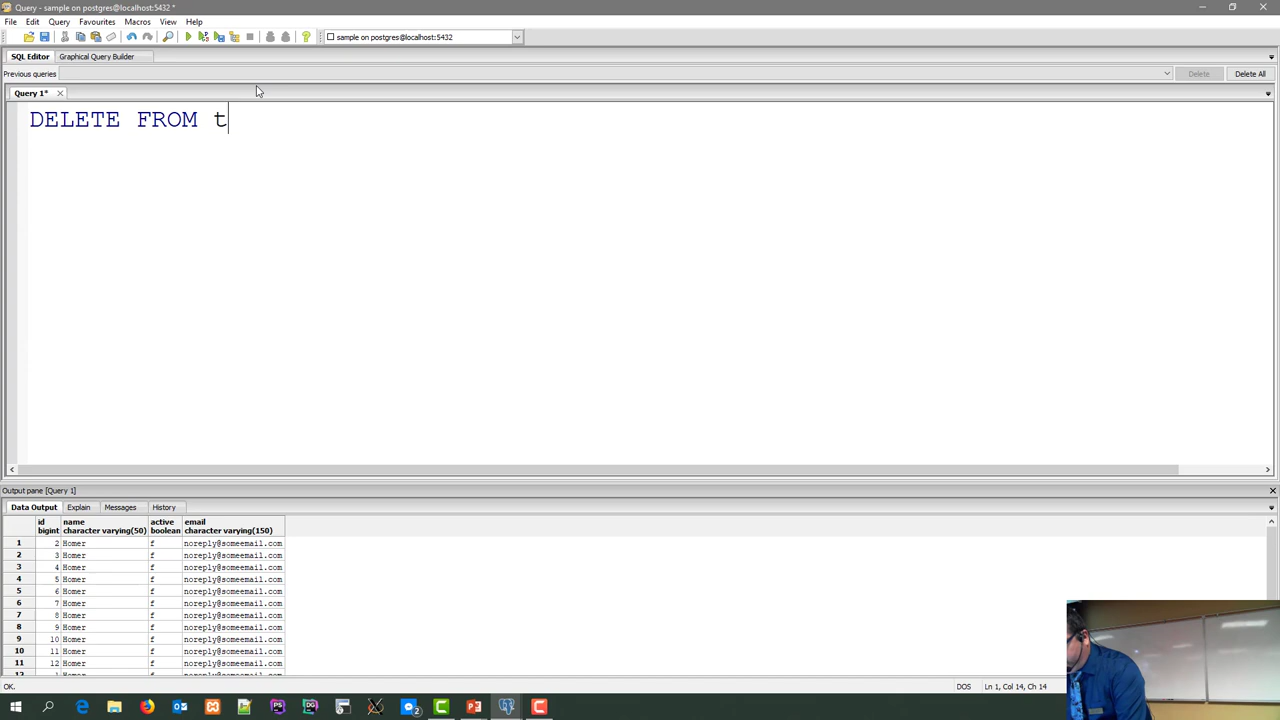 Query - sample on postgres@localhost:5432 *
File Edit Query Favourites Macros View Help
sample on postgres@localhost:5432
SQL Editor Graphical Query Builder
Previous queries Delete Delete All
Query 1*
DELETE FROM t
Output pane [Query 1]
Data Output Explain Messages History
id name active email
bigint character varying(50) boolean character varying(150)
1 2 Homer f noreply@someemail.com
2 3 Homer f noreply@someemail.com
3 4 Homer f noreply@someemail.com
4 5 Homer f noreply@someemail.com
5 6 Homer f noreply@someemail.com
6 7 Homer f noreply@someemail.com
7 8 Homer f noreply@someemail.com
8 9 Homer f noreply@someemail.com
9 10 Homer f noreply@someemail.com
10 11 Homer f noreply@someemail.com
11 12 Homer f noreply@someemail.com
OK. DOS Ln 1, Col 14, Ch 14
PS DG 2